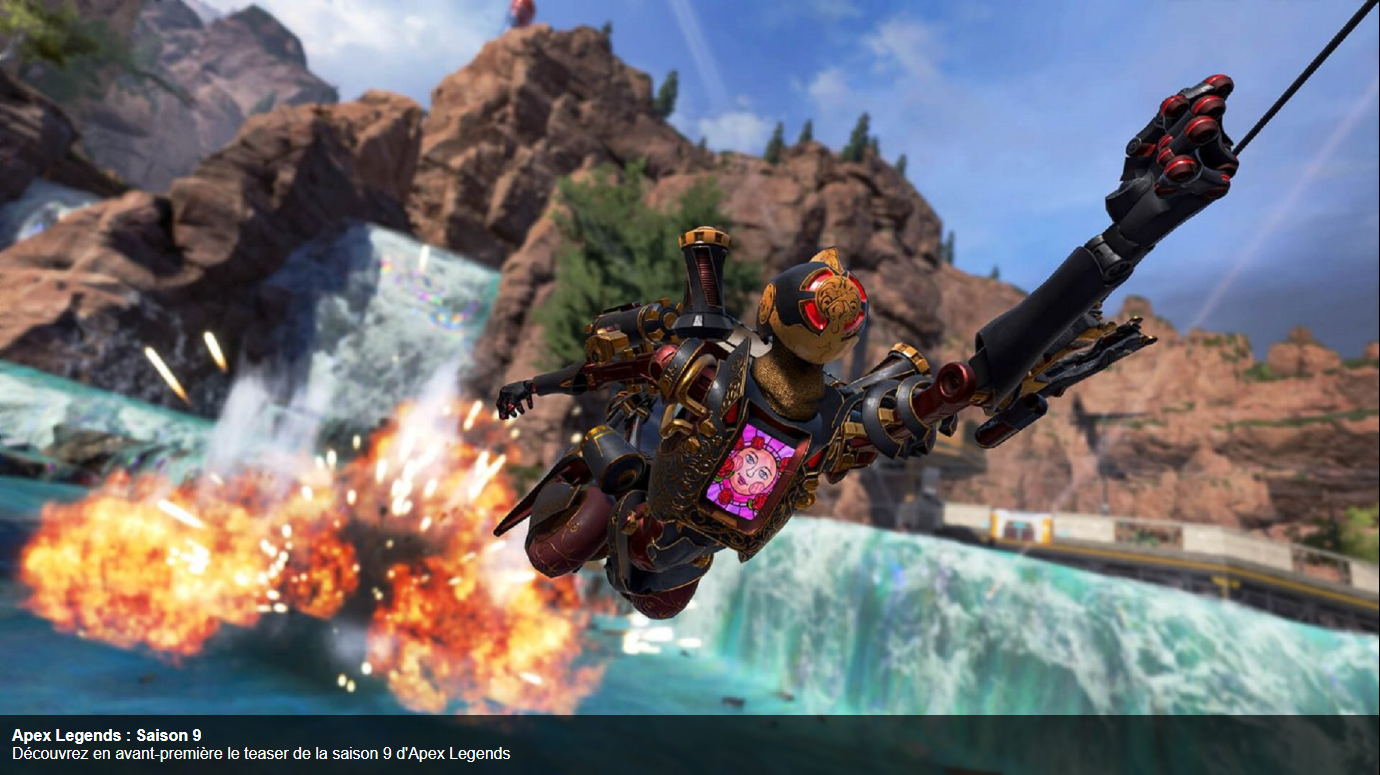 Apex Legends : Saison 9
Découvrez en avant-première le teaser de la saison 9 d'Apex Legends